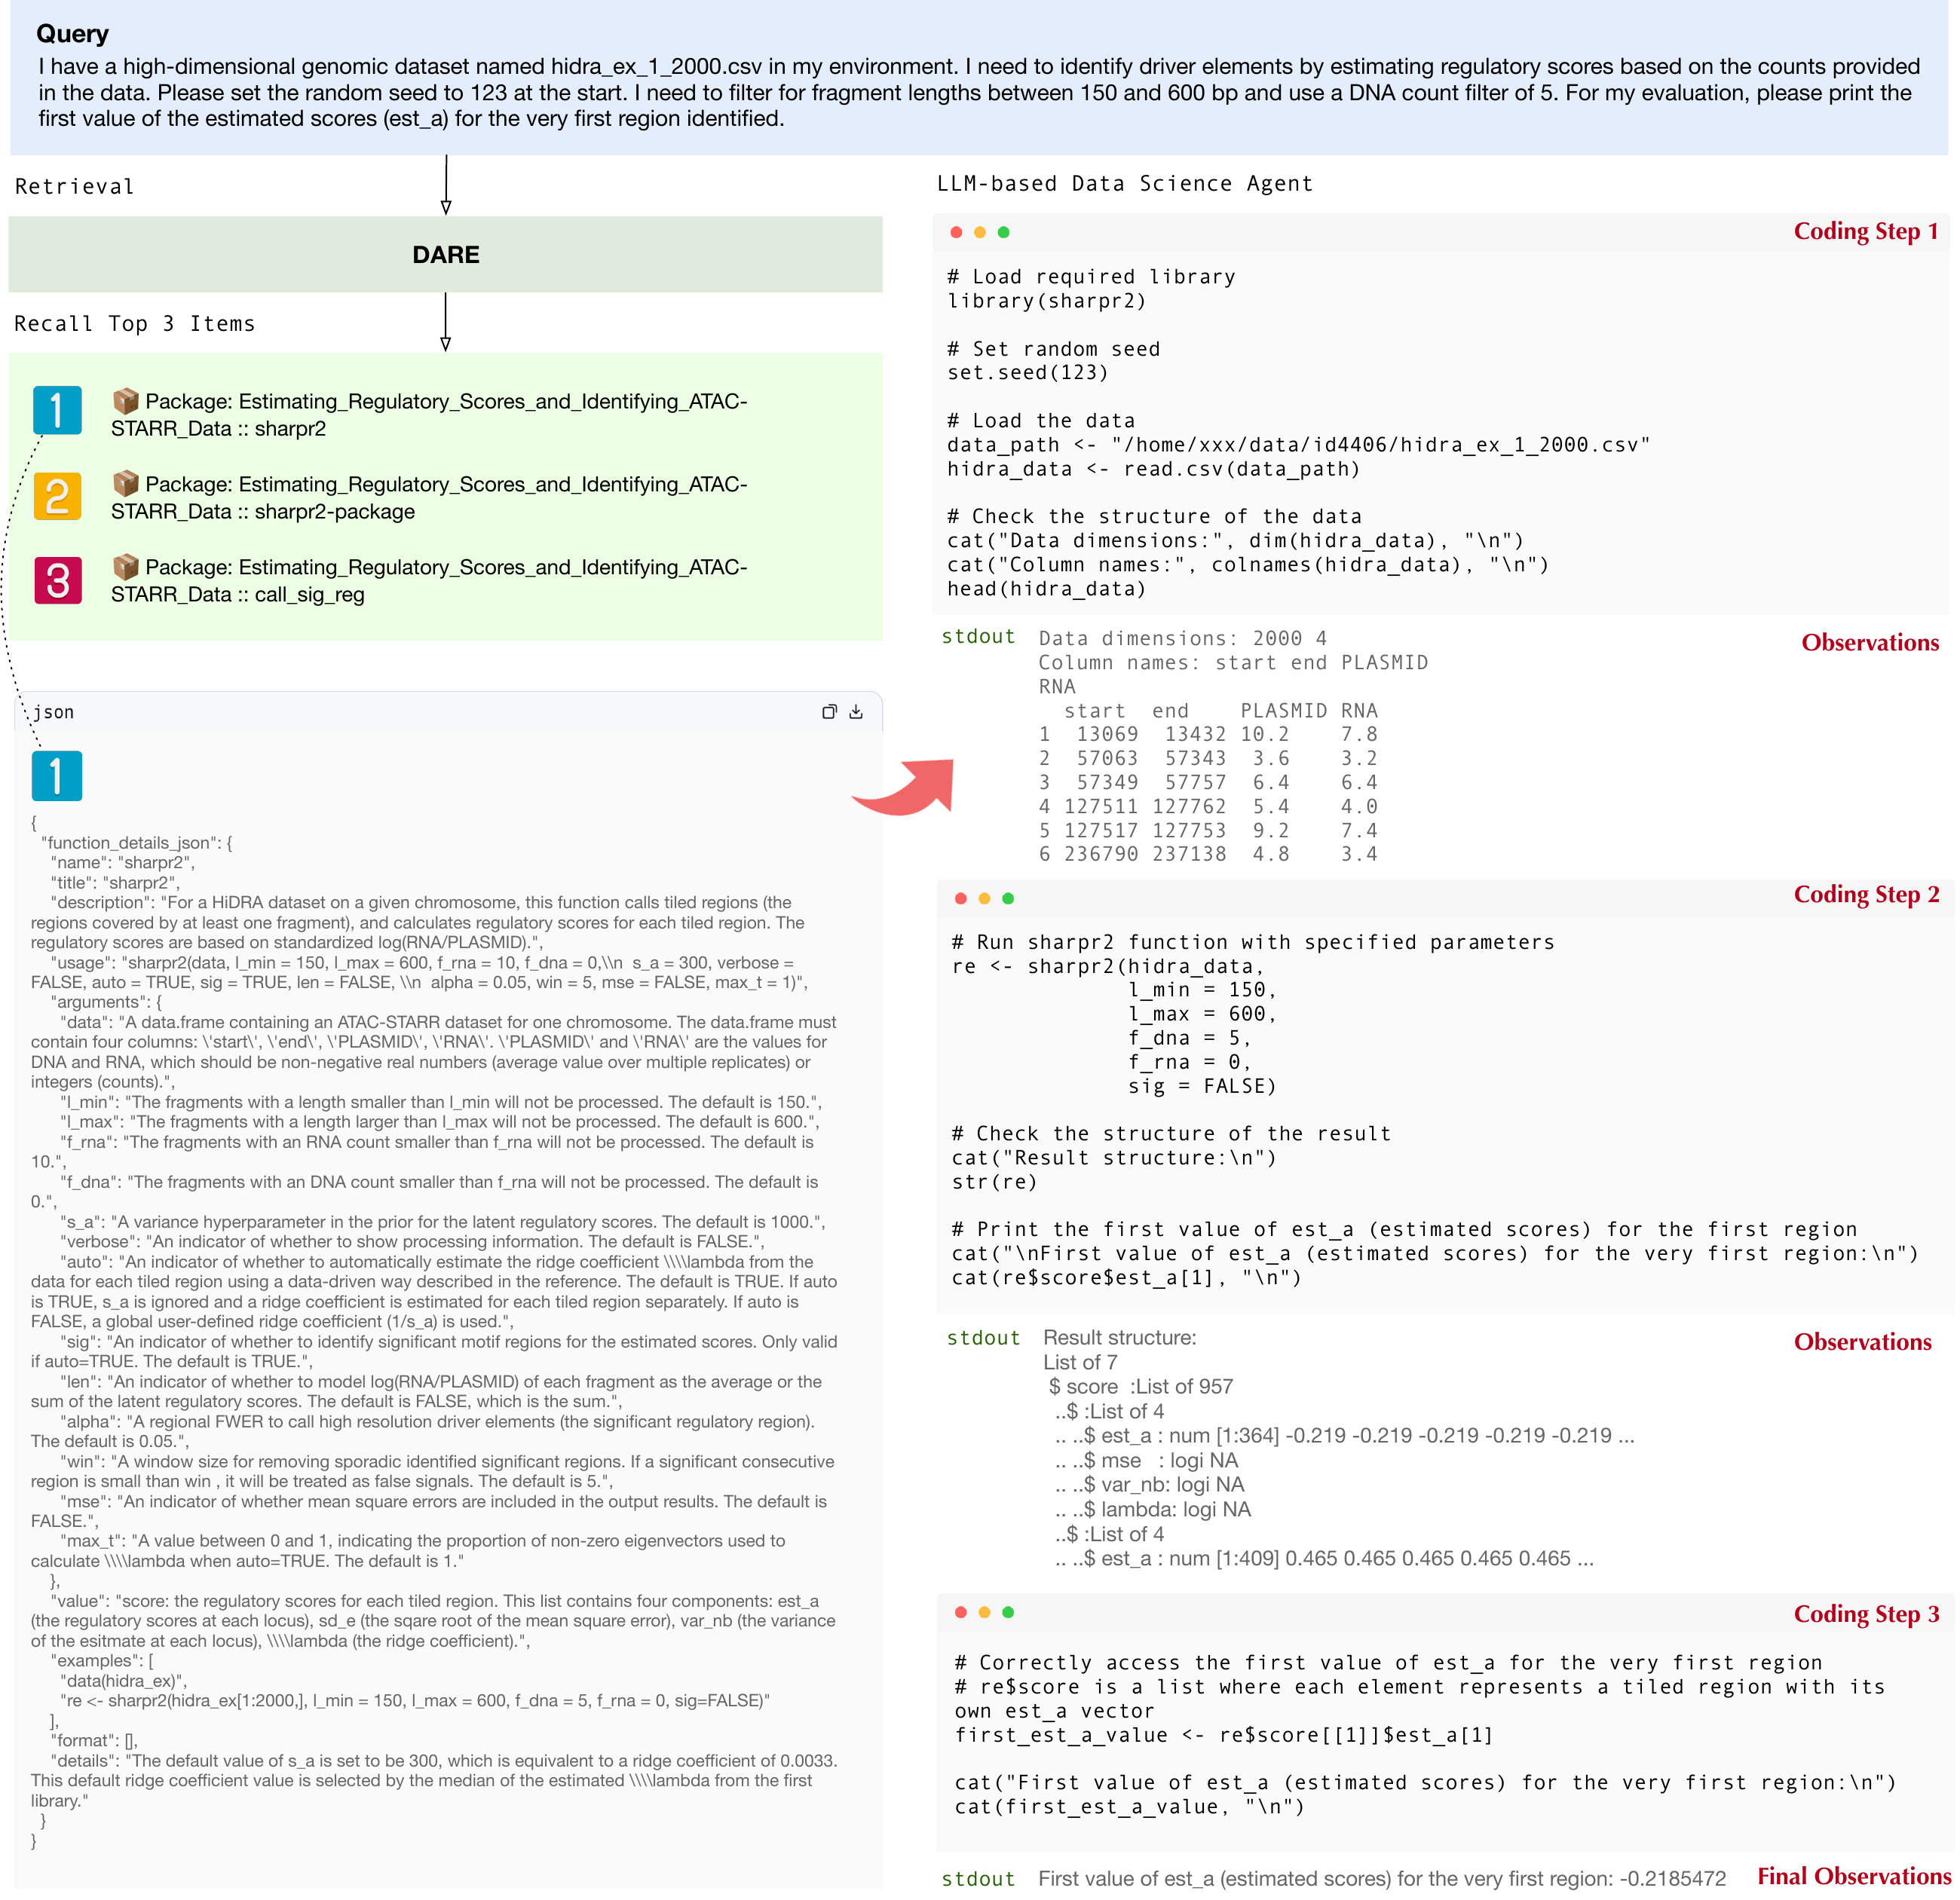 Query
I have a high-dimensional genomic dataset named hidra_ex_1_2000.csv in my environment. I need to identify driver elements by estimating regulatory scores based on the counts provided
in the data. Please set the random seed to 123 at the start. I need to filter for fragment lengths between 150 and 600 bp and use a DNA count filter of 5. For my evaluation, please print the
first value of the estimated scores (est_a) for the very first region identified.
Retrieval
DARE
Recall Top 3 Items
1
📦 Package: Estimating_Regulatory_Scores_and_Identifying_ATAC-
STARR_Data :: sharpr2
2
📦 Package: Estimating_Regulatory_Scores_and_Identifying_ATAC-
STARR_Data :: sharpr2-package
3
📦 Package: Estimating_Regulatory_Scores_and_Identifying_ATAC-
STARR_Data :: call_sig_reg
json
1
{
"function_details_json": {
"name": "sharpr2",
"title": "sharpr2",
"description": "For a HiDRA dataset on a given chromosome, this function calls tiled regions (the
regions covered by at least one fragment), and calculates regulatory scores for each tiled region. The
regulatory scores are based on standardized log(RNA/PLASMID).",
"usage": "sharpr2(data, l_min = 150, l_max = 600, f_rna = 10, f_dna = 0,\\n  s_a = 300, verbose =
FALSE, auto = TRUE, sig = TRUE, len = FALSE, \\n  alpha = 0.05, win = 5, mse = FALSE, max_t = 1)",
"arguments": {
"data": "A data.frame containing an ATAC-STARR dataset for one chromosome. The data.frame must
contain four columns: \'start\', \'end\', \'PLASMID\', \'RNA\'. \'PLASMID\' and \'RNA\' are the values for
DNA and RNA, which should be non-negative real numbers (average value over multiple replicates) or
integers (counts).",
"l_min": "The fragments with a length smaller than l_min will not be processed. The default is 150.",
"l_max": "The fragments with a length larger than l_max will not be processed. The default is 600.",
"f_rna": "The fragments with an RNA count smaller than f_rna will not be processed. The default is
10.",
"f_dna": "The fragments with an DNA count smaller than f_rna will not be processed. The default is
0.",
"s_a": "A variance hyperparameter in the prior for the latent regulatory scores. The default is 1000.",
"verbose": "An indicator of whether to show processing information. The default is FALSE.",
"auto": "An indicator of whether to automatically estimate the ridge coefficient \\\\lambda from the
data for each tiled region using a data-driven way described in the reference. The default is TRUE. If auto
is TRUE, s_a is ignored and a ridge coefficient is estimated for each tiled region separately. If auto is
FALSE, a global user-defined ridge coefficient (1/s_a) is used.",
"sig": "An indicator of whether to identify significant motif regions for the estimated scores. Only valid
if auto=TRUE. The default is TRUE.",
"len": "An indicator of whether to model log(RNA/PLASMID) of each fragment as the average or the
sum of the latent regulatory scores. The default is FALSE, which is the sum.",
"alpha": "A regional FWER to call high resolution driver elements (the significant regulatory region).
The default is 0.05.",
"win": "A window size for removing sporadic identified significant regions. If a significant consecutive
region is small than win , it will be treated as false signals. The default is 5.",
"mse": "An indicator of whether mean square errors are included in the output results. The default is
FALSE.",
"max_t": "A value between 0 and 1, indicating the proportion of non-zero eigenvectors used to
calculate \\\\lambda when auto=TRUE. The default is 1."
},
"value": "score: the regulatory scores for each tiled region. This list contains four components: est_a
(the regulatory scores at each locus), sd_e (the sqare root of the mean square error), var_nb (the variance
of the esitmate at each locus), \\\\lambda (the ridge coefficient).",
"examples": [
"data(hidra_ex)",
"re <- sharpr2(hidra_ex[1:2000,], l_min = 150, l_max = 600, f_dna = 5, f_rna = 0, sig=FALSE)"
],
"format": [],
"details": "The default value of s_a is set to be 300, which is equivalent to a ridge coefficient of 0.0033.
This default ridge coefficient value is selected by the median of the estimated \\\\lambda from the first
library."
}
}
LLM-based Data Science Agent
Coding Step 1
# Load required library
library(sharpr2)
# Set random seed
set.seed(123)
# Load the data
data_path <- "/home/xxx/data/id4406/hidra_ex_1_2000.csv"
hidra_data <- read.csv(data_path)
# Check the structure of the data
cat("Data dimensions:", dim(hidra_data), "\n")
cat("Column names:", colnames(hidra_data), "\n")
head(hidra_data)
stdout
Observations
Data dimensions: 2000 4
Column names: start end PLASMID
RNA
start end PLASMID RNA
1 13069 13432 10.2 7.8
2 57063 57343 3.6 3.2
3 57349 57757 6.4 6.4
4 127511 127762 5.4 4.0
5 127517 127753 9.2 7.4
6 236790 237138 4.8 3.4
Coding Step 2
# Run sharpr2 function with specified parameters
re <- sharpr2(hidra_data,
l_min = 150,
l_max = 600,
f_dna = 5,
f_rna = 0,
sig = FALSE)
# Check the structure of the result
cat("Result structure:\n")
str(re)
# Print the first value of est_a (estimated scores) for the first region
cat("\nFirst value of est_a (estimated scores) for the very first region:\n")
cat(re$score$est_a[1], "\n")
stdout
Observations
Result structure:
List of 7
$ score  :List of 957
..$ :List of 4
.. ..$ est_a : num [1:364] -0.219 -0.219 -0.219 -0.219 -0.219 ...
.. ..$ mse   : logi NA
.. ..$ var_nb: logi NA
.. ..$ lambda: logi NA
..$ :List of 4
.. ..$ est_a : num [1:409] 0.465 0.465 0.465 0.465 0.465 ...
Coding Step 3
# Correctly access the first value of est_a for the very first region
# re$score is a list where each element represents a tiled region with its
own est_a vector
first_est_a_value <- re$score[[1]]$est_a[1]
cat("First value of est_a (estimated scores) for the very first region:\n")
cat(first_est_a_value, "\n")
stdout
First value of est_a (estimated scores) for the very first region: -0.2185472
Final Observations